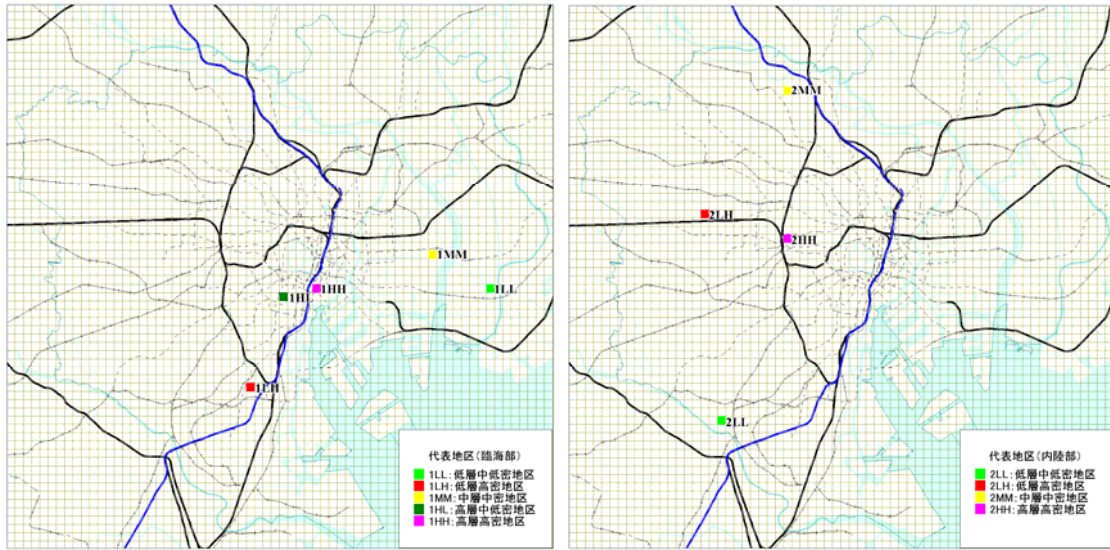 1MM
1LL
1HH
1HL
1LH
代表地区(臨海部)
1LL:低層中低密地区
1LH:低層高密地区
1MM:中層中密地区
1HL:高層中低密地区
1HH:高層高密地区
2MM
2LH
2HH
2LL
代表地区(内陸部)
2LL:低層中低密地区
2LH:低層高密地区
2MM:中層中密地区
2HH:高層高密地区